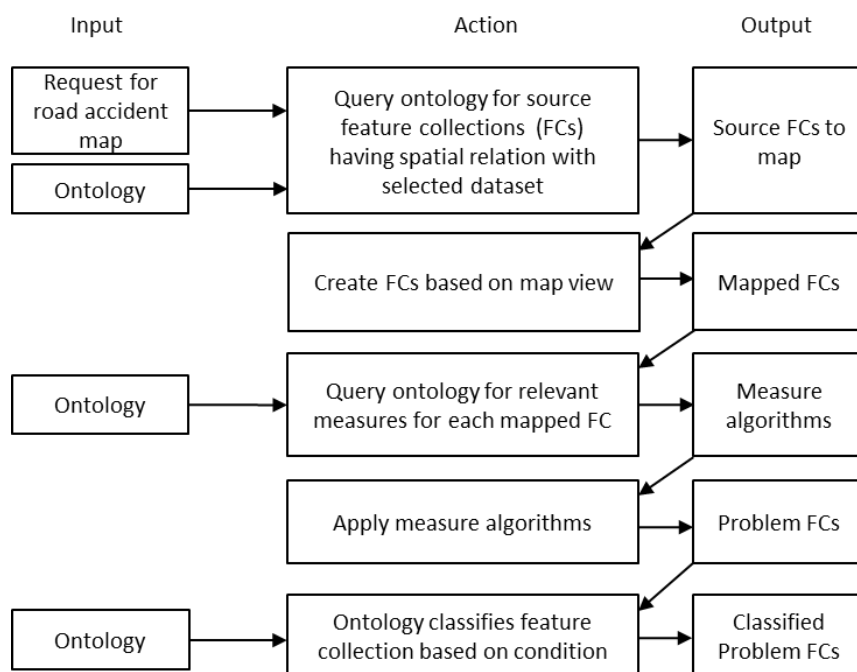 Input
Action
Output
Request for
road accident
map
Ontology
Query ontology for source
feature collections (FCs)
having spatial relation with
selected dataset
Source FCs to
map
Create FCs based on map view
Mapped FCs
Ontology
Query ontology for relevant
measures for each mapped FC
Measure
algorithms
Apply measure algorithms
Problem FCs
Ontology
Ontology classifies feature
collection based on condition
Classified
Problem FCs